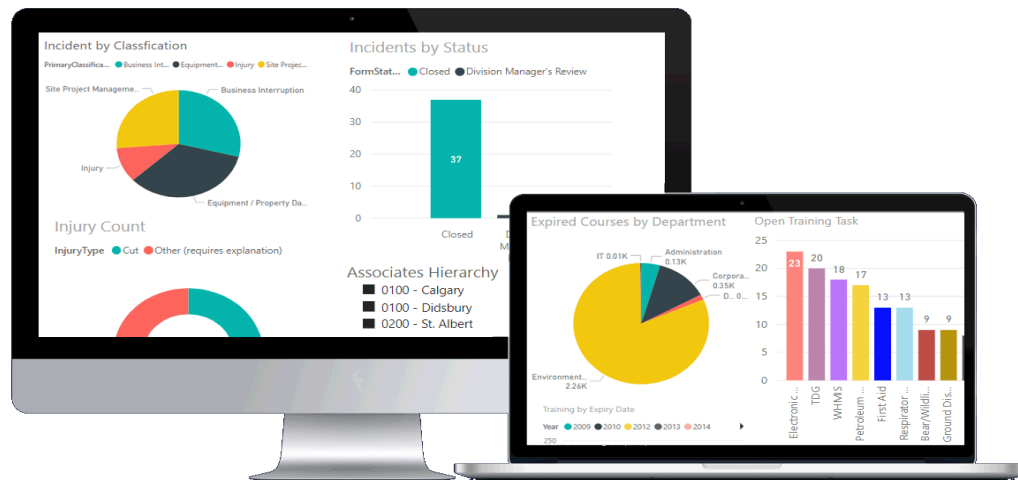 Incident by Classfication
PrimaryClassifica... Business Int... Equipment... Injury Site Projec...
Site Project Manageme...
Business Interruption
Injury
Equipment / Property Da...
Injury Count
InjuryType Cut Other (requires explanation)
Incidents by Status
FormStat... Closed Division Manager's Review
40
30
20
10
0
37
Closed
Associates Hierarchy
0100 - Calgary
0100 - Didsbury
0200 - St. Albert
Expired Courses by Department
IT 0.01K
Administration
0.13K
Corpora...
0.35K
D.. 0...
Environment...
2.26K
Training by Expiry Date
Year 2009 2010 2012 2013 2014
250
Open Training Task
25
20
15
10
5
0
23
20
18
17
13
13
9
9
Electronic...
TDG
WHMIS
Petroleum ...
First Aid
Respirator ...
Bear/Wildli...
Ground Dis...